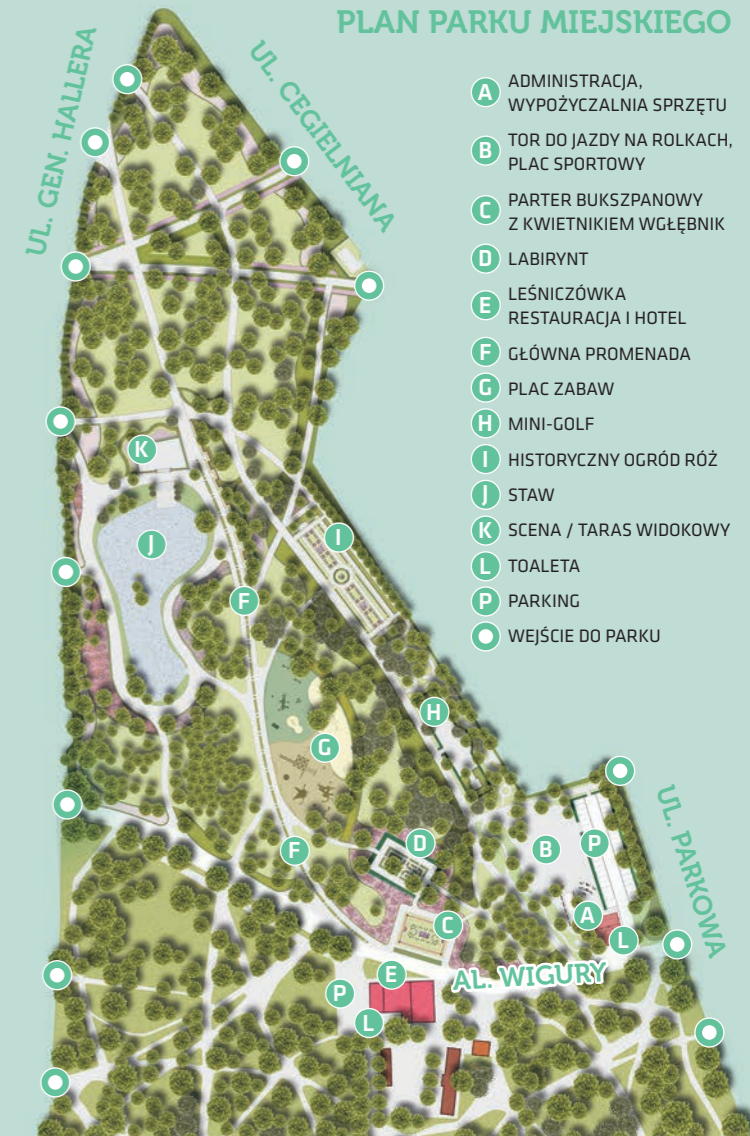 PLAN PARKU MIEJSKIEGO
UL. GEN. HALLERA
UL. CEGIELNIANA
A ADMINISTRACJA,
WYPOŻYCZALNIA SPRZĘTU
B TOR DO JAZDY NA ROLKACH,
PLAC SPORTOWY
C PARTER BUKSZPANOWY
Z KWIETNIKIEM WGŁĘBNIK
D LABIRYNT
E LEŚNICZÓWKA
RESTAURACJA I HOTEL
F GŁÓWNA PROMENADA
G PLAC ZABAW
H MINI-GOLF
I HISTORYCZNY OGRÓD RÓŻ
J STAW
K SCENA / TARAS WIDOKOWY
L TOALETA
P PARKING
WEJŚCIE DO PARKU
K
J
I
F
H
G
F
D
B
P
C
A
L
E
P
L
AL. WIGURY
UL. PARKOWA